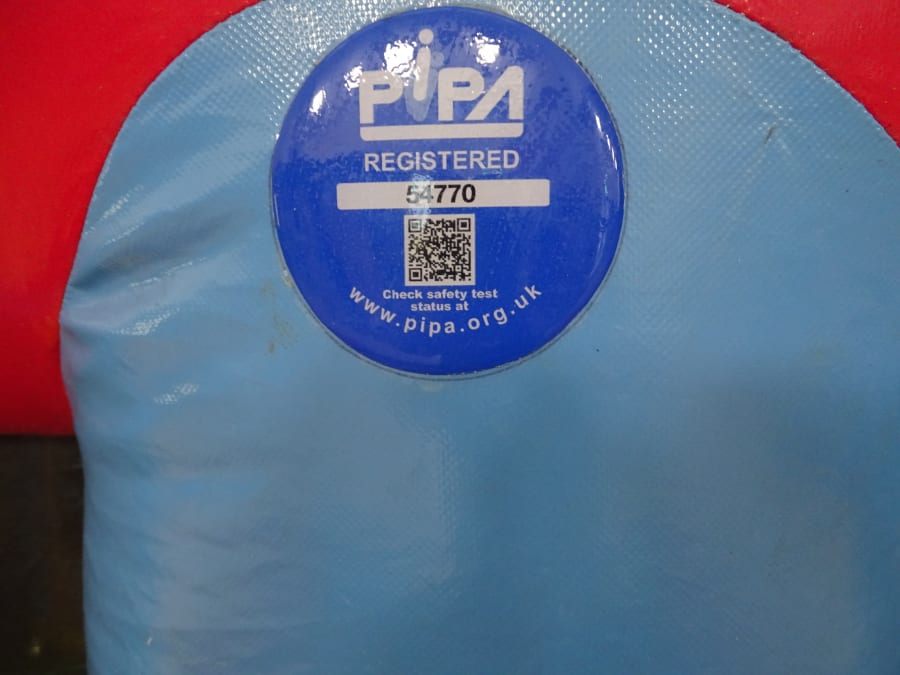 PiPA
REGISTERED
54770
Check safety test
status at
www.pipa.org.uk